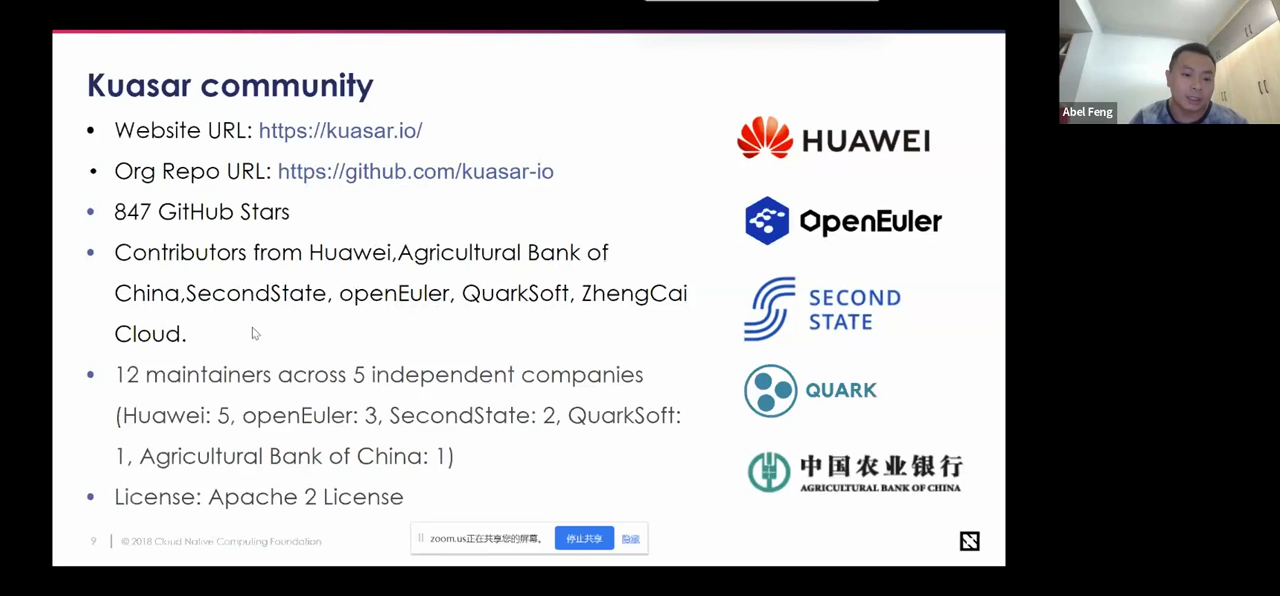 Kuasar community
• Website URL: https://kuasar.io/
• Org Repo URL: https://github.com/kuasar-io
• 847 GitHub Stars
• Contributors from Huawei,Agricultural Bank of
China,SecondState, openEuler, QuarkSoft, ZhengCai
Cloud.
• 12 maintainers across 5 independent companies
(Huawei: 5, openEuler: 3, SecondState: 2, QuarkSoft:
1, Agricultural Bank of China: 1)
• License: Apache 2 License
HUAWEI
OpenEuler
SECOND
STATE
QUARK
中国农业银行
AGRICULTURAL BANK OF CHINA
9 | © 2018 Cloud Native Computing Foundation
zoom.us正在共享您的屏幕。 停止共享 隐藏
Abel Feng